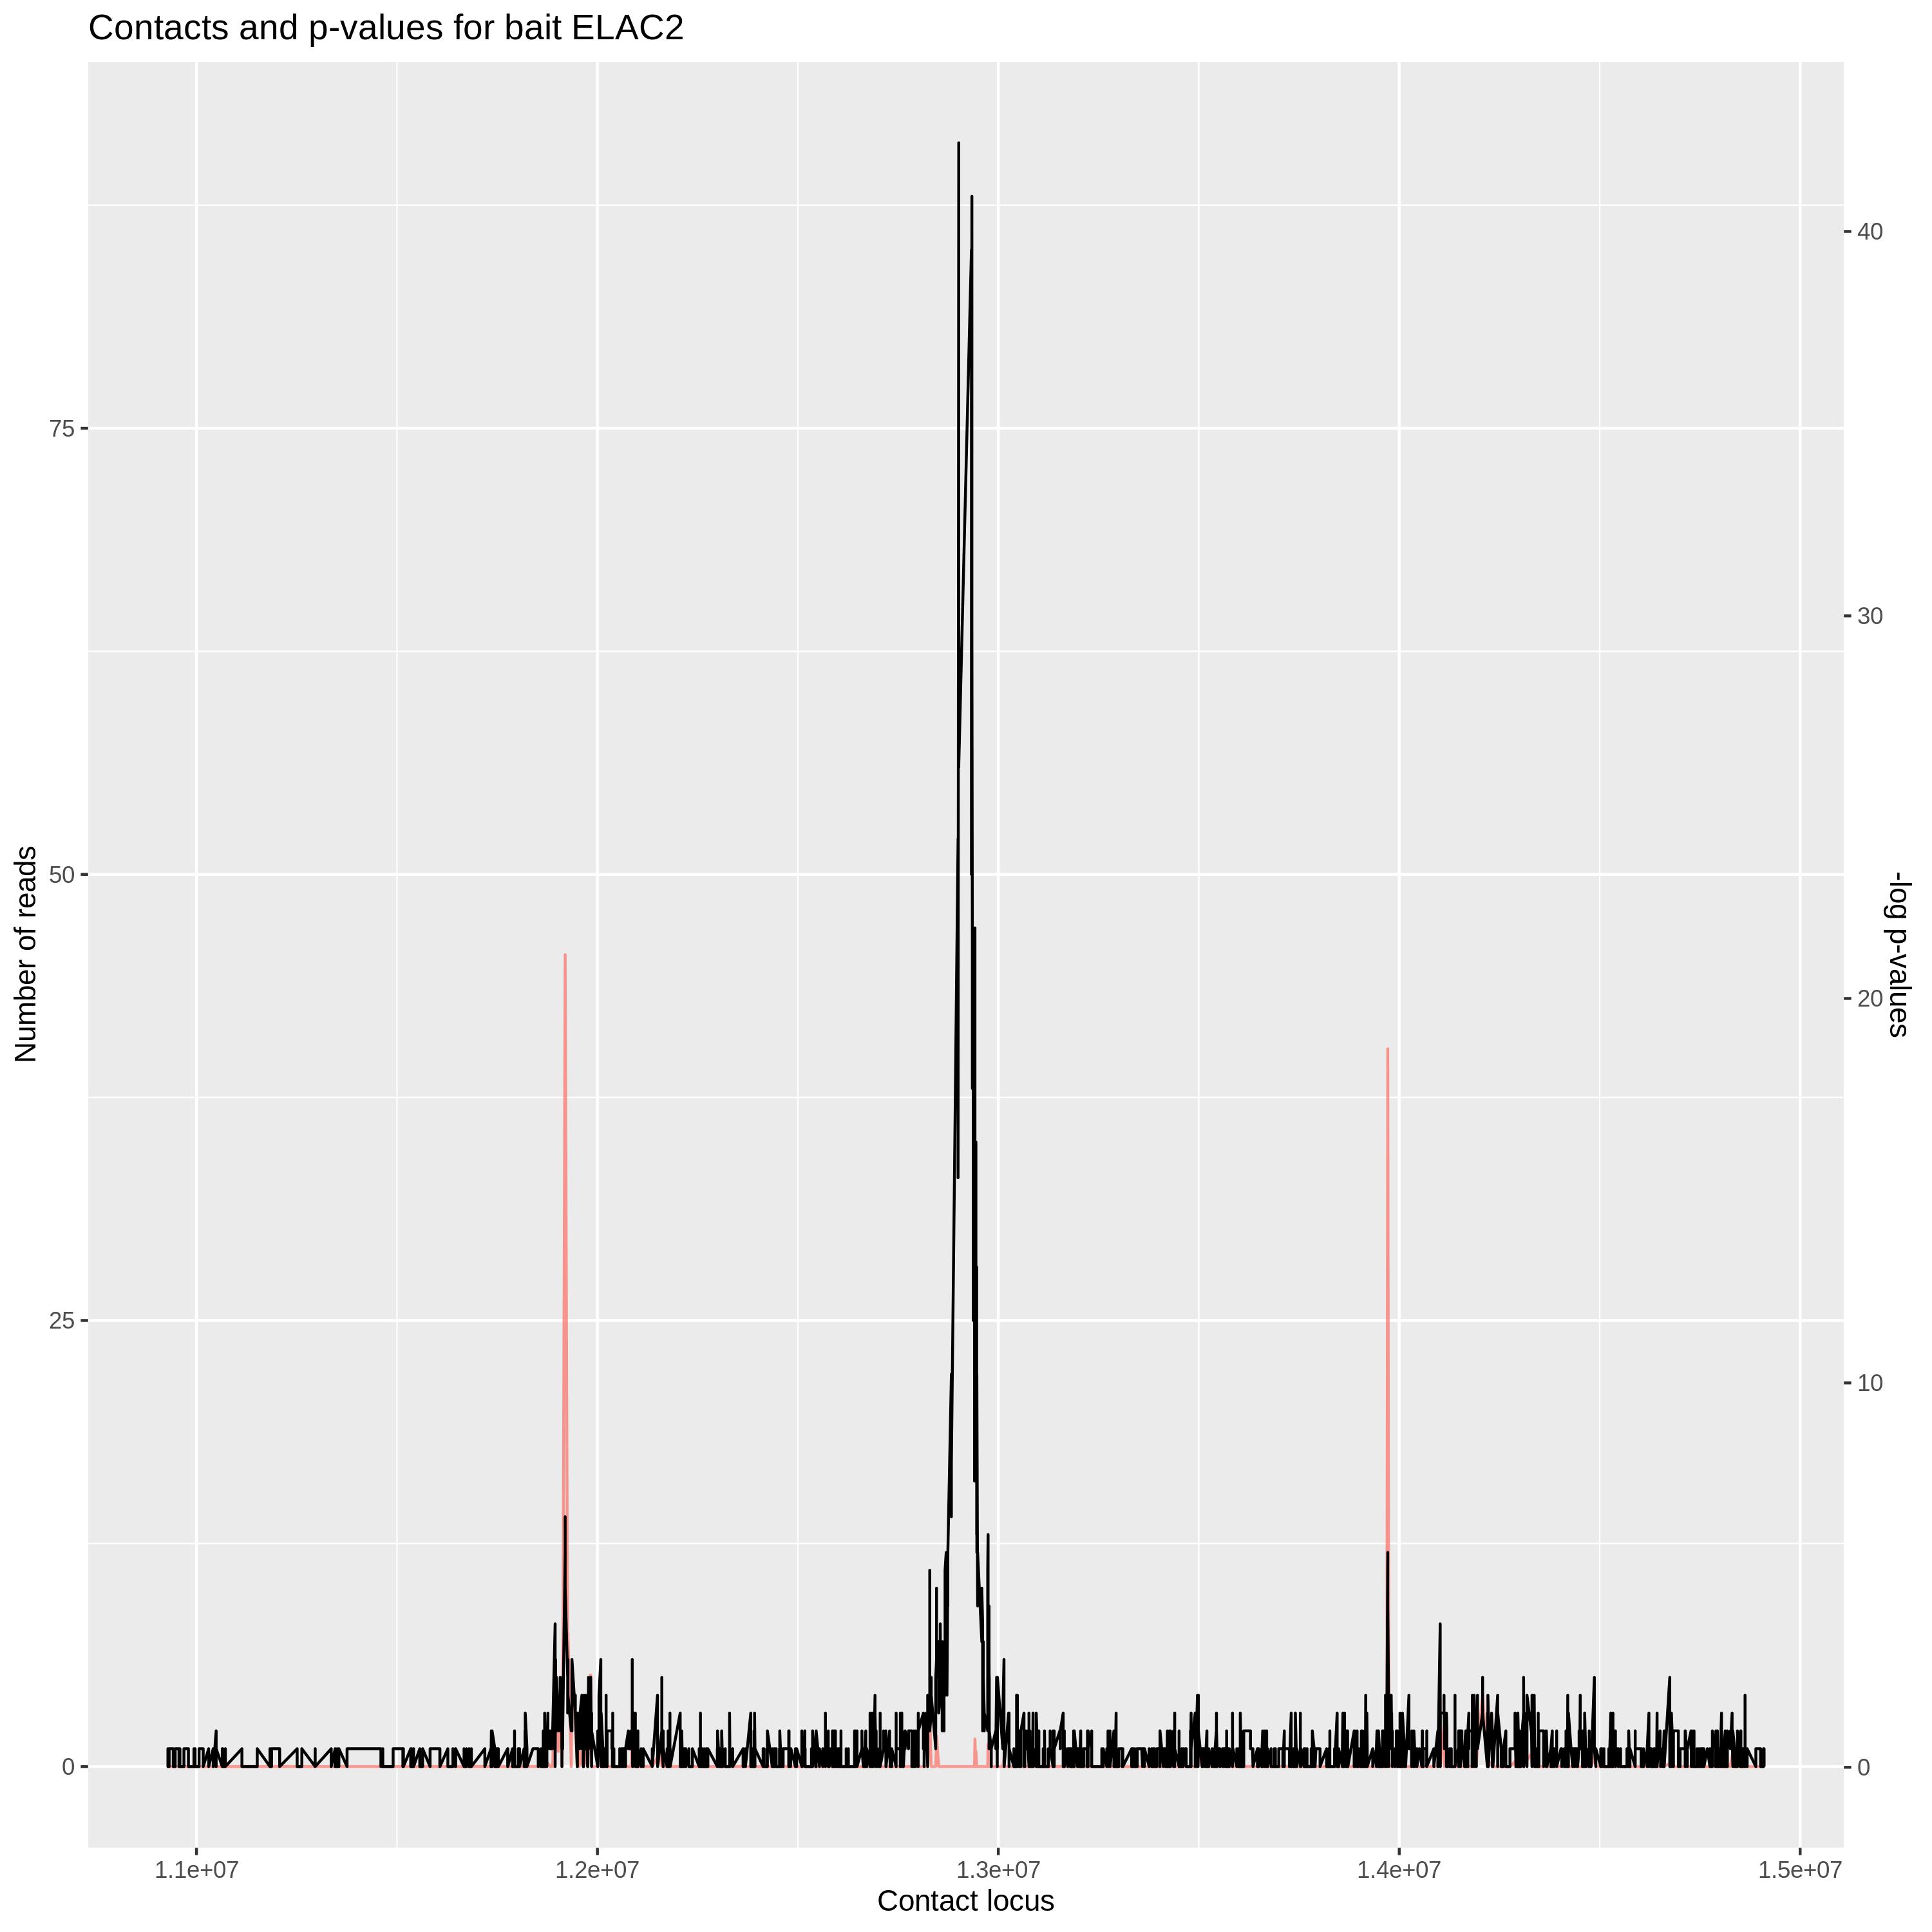 Contacts and p-values for bait ELAC2
Number of reads
75
50
25
0
40
30
20
10
0
-log p-values
1.1e+07
1.2e+07
1.3e+07
1.4e+07
1.5e+07
Contact locus